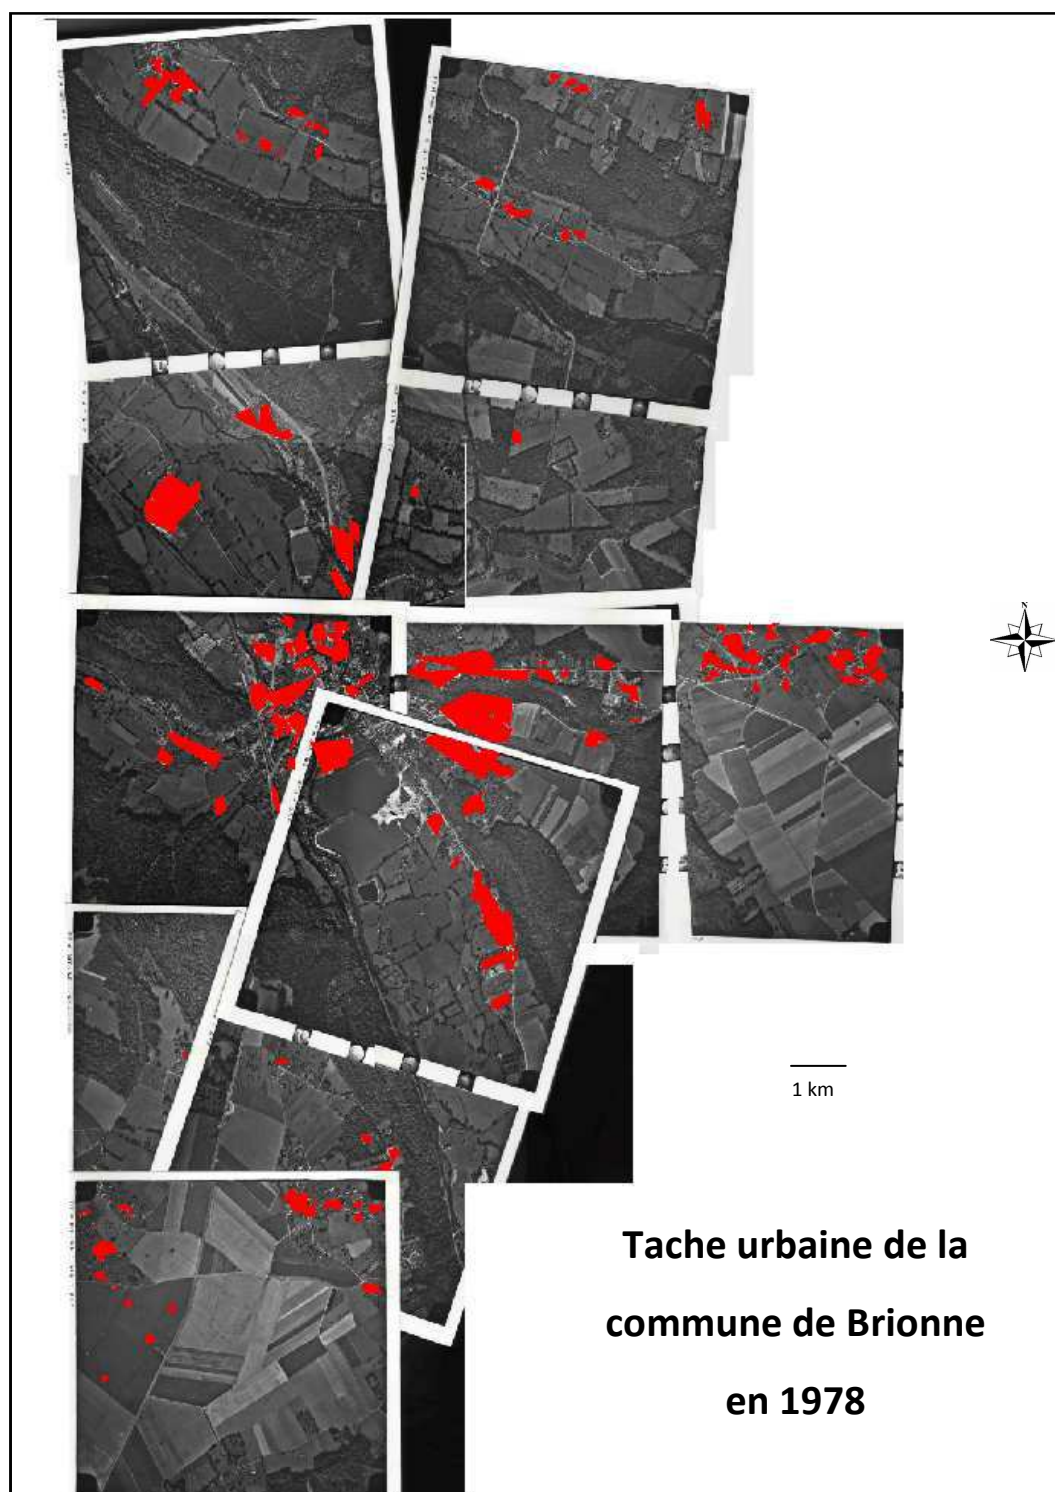 N
1 km
Tache urbaine de la
commune de Brionne
en 1978